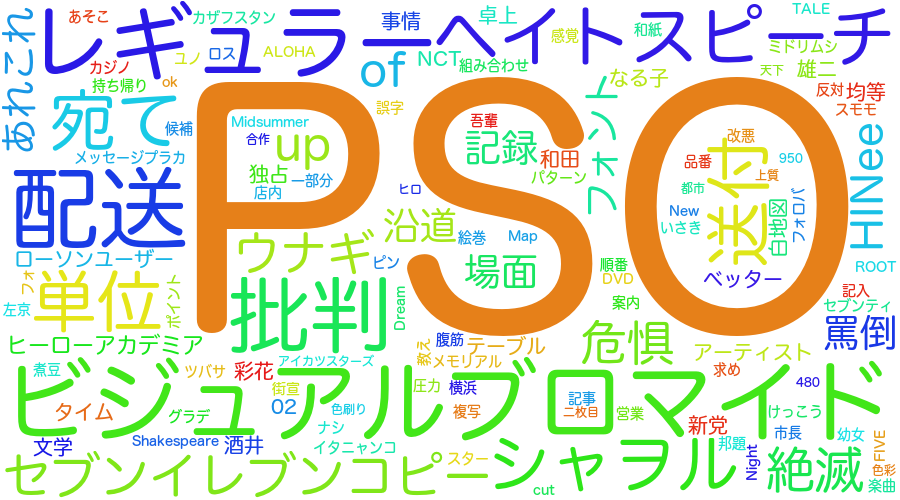 あそこ
カザフスタン
事情
卓上
TALE
レギュラー
ヘイトスピーチ
あれこれ
カジノ
ユノ
ロス
ALOHA
of
NCT
組み合わせ
感覚
和紙
ミドリムシ
天下
雄二
持ち帰り
ok
なる子
反対
均等
スモモ
宛て
候補
誤字
フォント
Midsummer
合作
up
吾輩
記録
和田
パターン
改悪
品番
950
上質
HINee
メッセージプラカ
独占
一部分
店内
ヒロ
PSO
送付
都市
白地図
フォロバ
配送
沿道
絵巻
Map
New
いさき
ウナギ
ローソンユーザー
ピン
場面
順番
DVD
ベッター
ROOT
フォ
単位
ポイント
左京
批判
Dream
案内
記入
セブンティ
罵倒
ヒーローアカデミア
腹筋
テーブル
危惧
アーティスト
教え
メモリアル
煮豆
ツバサ
彩花
アイカツスターズ
求め
ビジュアルブロマイド
街宣
圧力
横浜
480
タイム
グラデ
02
色刷り
複写
記事
二枚目
営業
新党
けっこう
文学
Shakespeare
酒井
ナシ
イタニャンコ
市長
幼女
FIVE
邦題
セブンイレブンコピー
スター
シャヲル
Night
絶滅
色彩
楽曲
cut